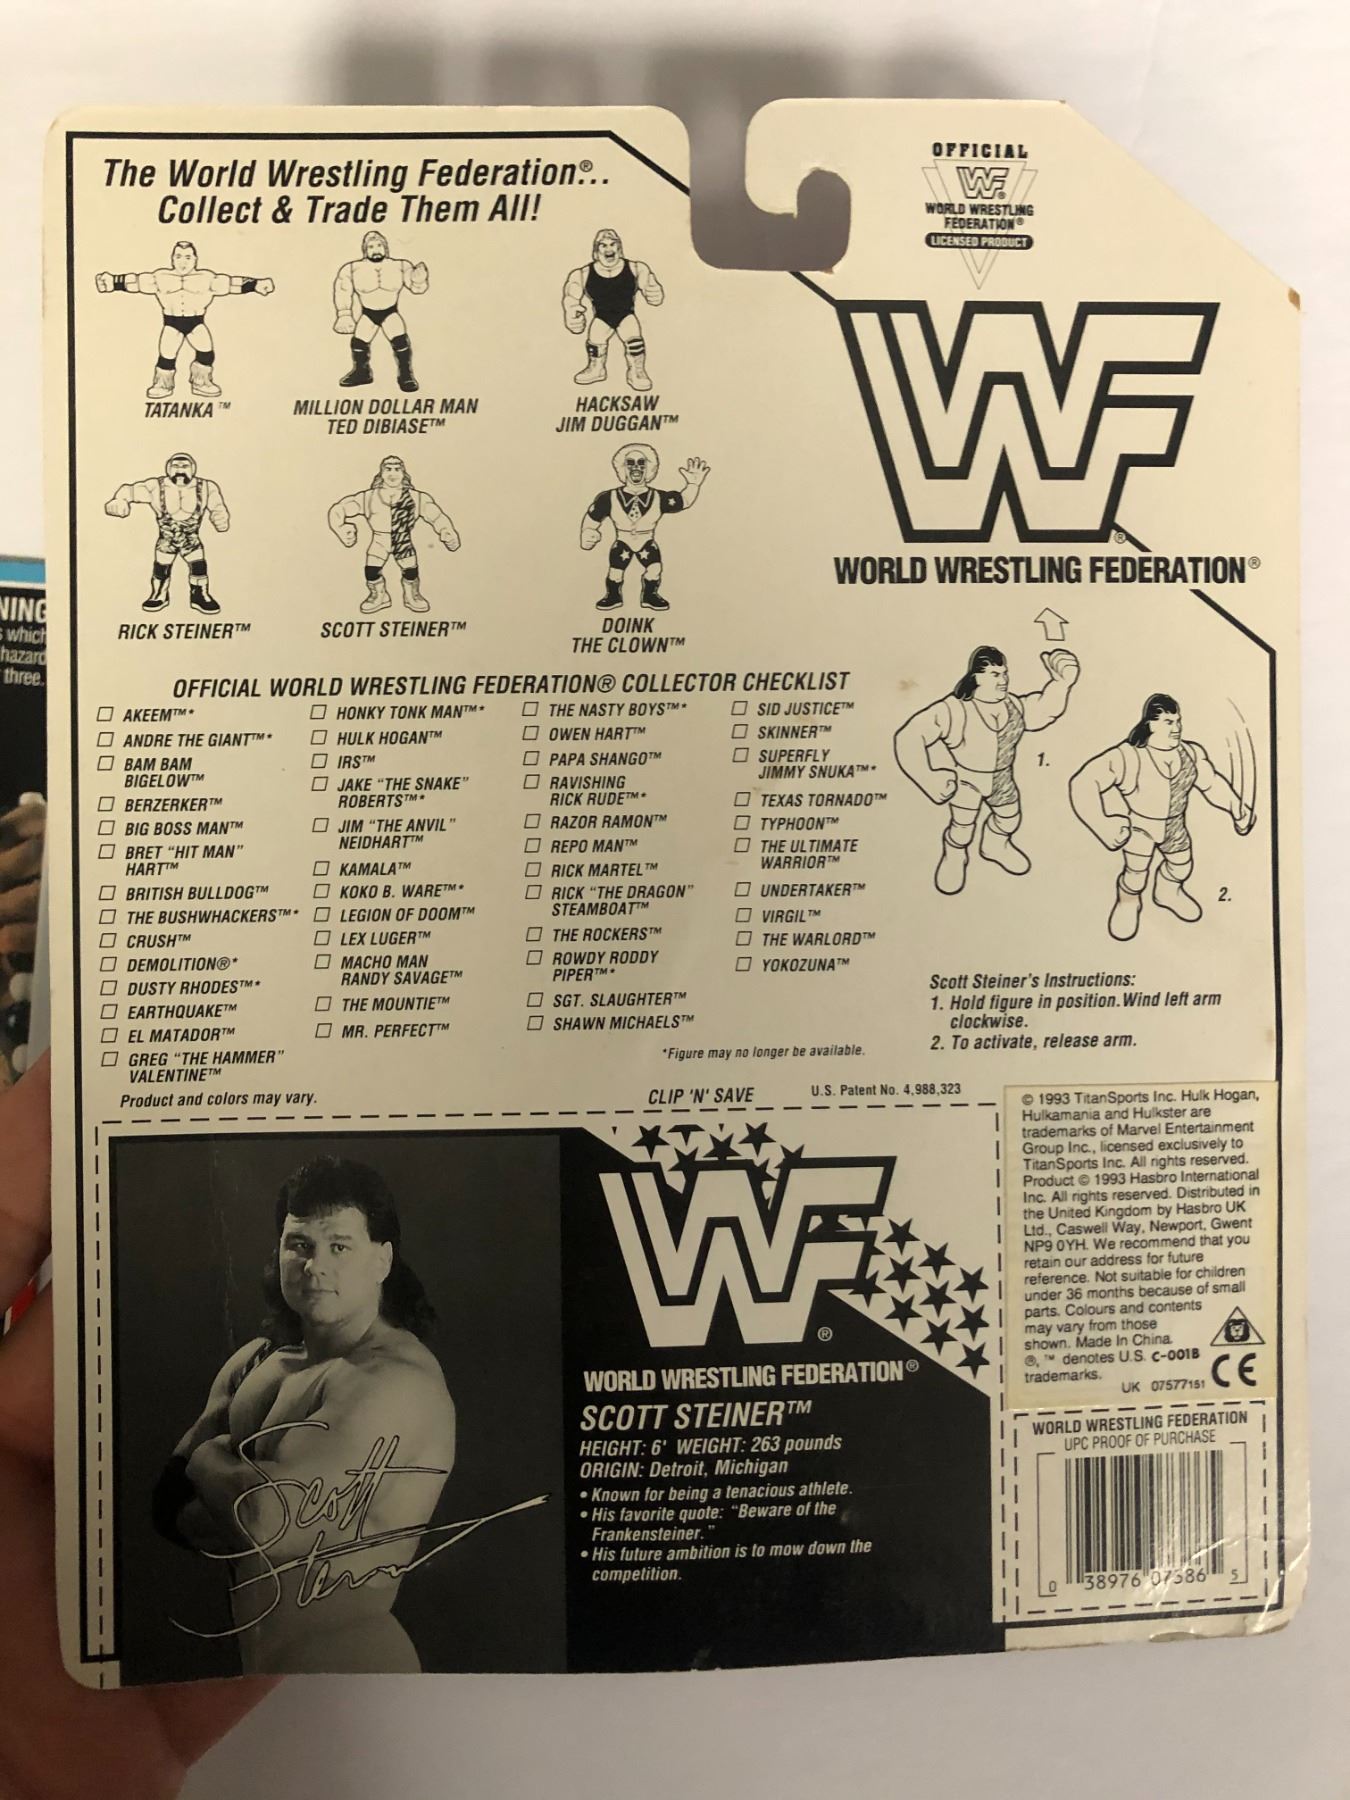 The World Wrestling Federation®...
Collect & Trade Them All!
TATANKA™
MILLION DOLLAR MAN
TED DIBIASE™
HACKSAW
JIM DUGGAN™
RICK STEINER™
SCOTT STEINER™
DOINK
THE CLOWN™
OFFICIAL
WF
WORLD WRESTLING
FEDERATION®
LICENSED PRODUCT
WF®
WORLD WRESTLING FEDERATION®
OFFICIAL WORLD WRESTLING FEDERATION® COLLECTOR CHECKLIST
AKEEM™*
ANDRE THE GIANT™*
BAM BAM
BIGELOW™
BERZERKER™
BIG BOSS MAN™
BRET "HIT MAN"
HART™
BRITISH BULLDOG™
THE BUSHWHACKERS™*
CRUSH™
DEMOLITION®*
DUSTY RHODES™*
EARTHQUAKE™
EL MATADOR™
GREG "THE HAMMER"
VALENTINE™
HONKY TONK MAN™*
HULK HOGAN™
IRS™
JAKE "THE SNAKE"
ROBERTS™*
JIM "THE ANVIL"
NEIDHART™
KAMALA™
KOKO B. WARE™*
LEGION OF DOOM™
LEX LUGER™
MACHO MAN
RANDY SAVAGE™
THE MOUNTIE™
MR. PERFECT™
THE NASTY BOYS™*
OWEN HART™
PAPA SHANGO™
RAVISHING
RICK RUDE™*
RAZOR RAMON™
REPO MAN™
RICK MARTEL™
RICK "THE DRAGON"
STEAMBOAT™
THE ROCKERS™
ROWDY RODDY
PIPER™*
SGT. SLAUGHTER™
SHAWN MICHAELS™
SID JUSTICE™
SKINNER™
SUPERFLY
JIMMY SNUKA™*
TEXAS TORNADO™
TYPHOON™
THE ULTIMATE
WARRIOR™
UNDERTAKER™
VIRGIL™
THE WARLORD™
YOKOZUNA™
*Figure may no longer be available.
Product and colors may vary.
CLIP 'N' SAVE
U.S. Patent No. 4,988,323
1.
2.
Scott Steiner's Instructions:
1. Hold figure in position. Wind left arm
clockwise.
2. To activate, release arm.
© 1993 TitanSports Inc. Hulk Hogan,
Hulkamania and Hulkster are
trademarks of Marvel Entertainment
Group Inc., licensed exclusively to
TitanSports Inc. All rights reserved.
Product © 1993 Hasbro International
Inc. All rights reserved. Distributed in
the United Kingdom by Hasbro UK
Ltd., Caswell Way, Newport, Gwent
NP9 0YH. We recommend that you
retain our address for future
reference. Not suitable for children
under 36 months because of small
parts. Colours and contents
may vary from those
shown. Made In China.
®, ™ denotes U.S. C-001B
trademarks.
UK 07577151 CE
WORLD WRESTLING FEDERATION
UPC PROOF OF PURCHASE
0 38976 07586 5
Scott
Steiner
WF®
WORLD WRESTLING FEDERATION®
SCOTT STEINER™
HEIGHT: 6' WEIGHT: 263 pounds
ORIGIN: Detroit, Michigan
• Known for being a tenacious athlete.
• His favorite quote: "Beware of the
Frankensteiner."
• His future ambition is to mow down the
competition.
NING
which
hazard
three.